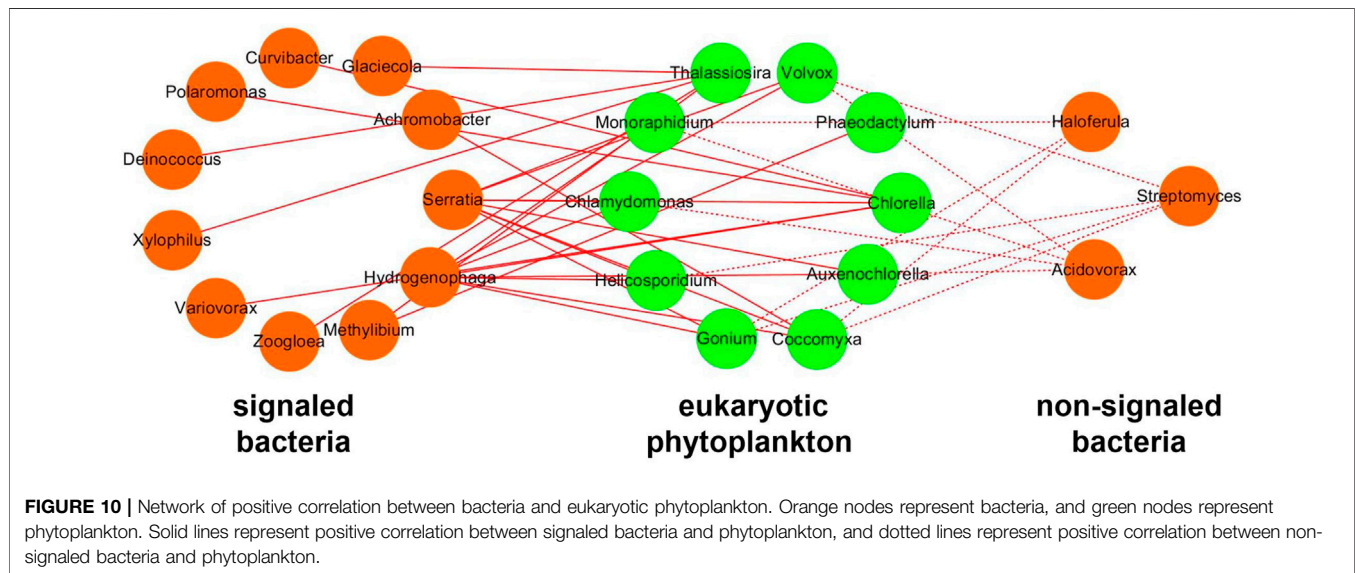 Curvibacter
Glaciecola
Polaromonas
Achromobacter
Deinococcus
Serratia
Xylophilus
Hydrogenophaga
Variovorax
Zoogloea
Methylibium
Thalassiosira
Volvox
Monoraphidium
Phaeodactylum
Chlamydomonas
Chlorella
Helicosporidium
Auxenochlorella
Gonium
Coccomyxa
Haloferula
Streptomyces
Acidovorax
signaled
bacteria
eukaryotic
phytoplankton
non-signaled
bacteria
FIGURE 10 | Network of positive correlation between bacteria and eukaryotic phytoplankton. Orange nodes represent bacteria, and green nodes represent
phytoplankton. Solid lines represent positive correlation between signaled bacteria and phytoplankton, and dotted lines represent positive correlation between non-
signaled bacteria and phytoplankton.